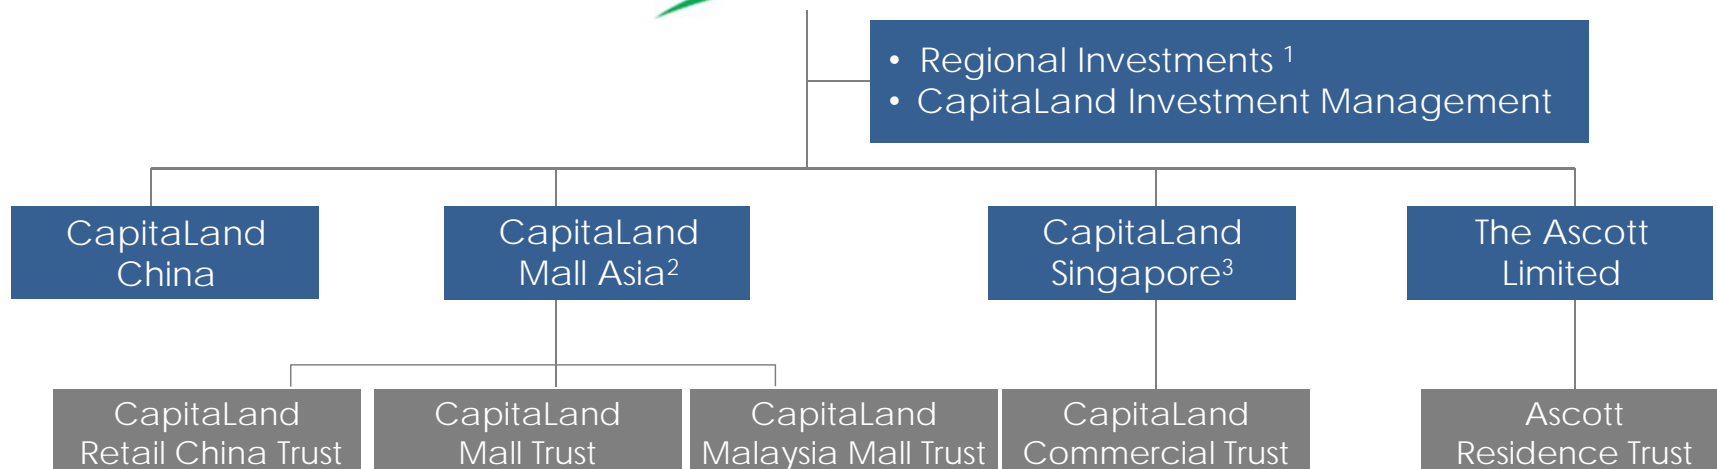 • Regional Investments ¹
• CapitaLand Investment Management
CapitaLand
China
CapitaLand
Mall Asia²
CapitaLand
Singapore³
The Ascott
Limited
CapitaLand
Retail China Trust
CapitaLand
Mall Trust
CapitaLand
Malaysia Mall Trust
CapitaLand
Commercial Trust
Ascott
Residence Trust